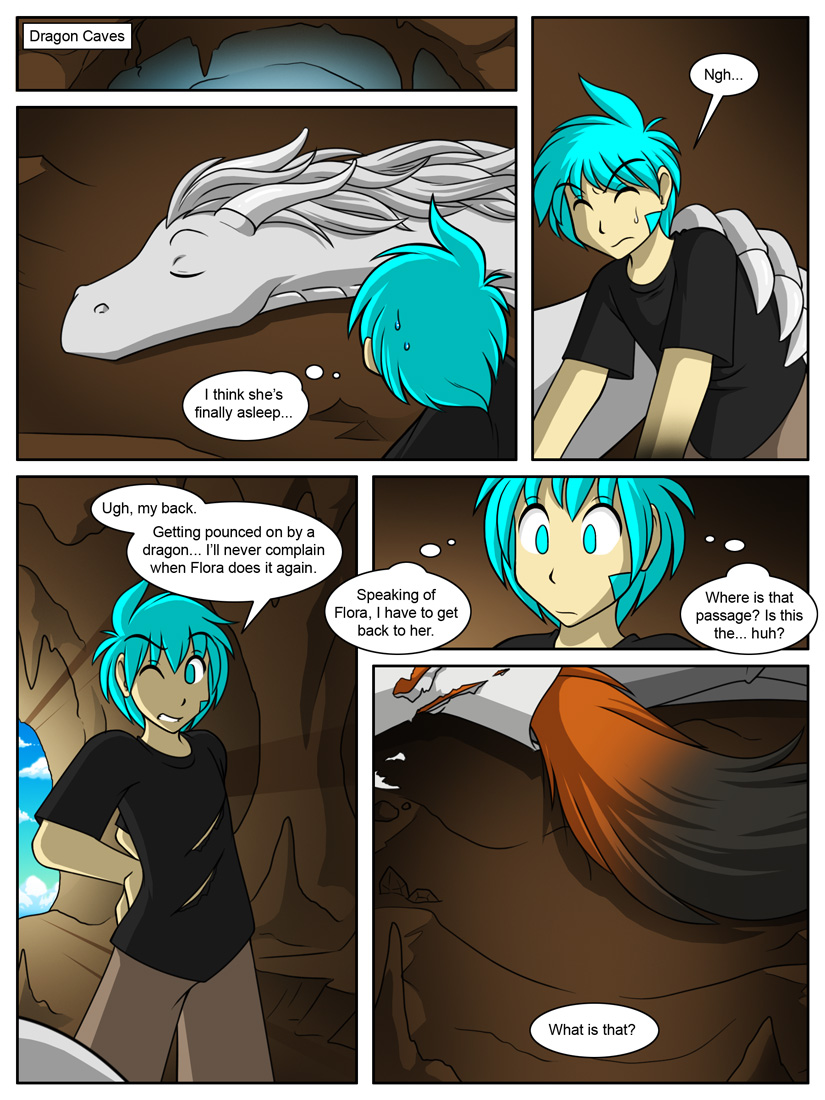 Dragon Caves
I think she's
finally asleep...
Ngh...
Ugh, my back.
Getting pounced on by a
dragon... I'll never complain
when Flora does it again.
Speaking of
Flora, I have to get
back to her.
Where is that
passage? Is this
the... huh?
What is that?